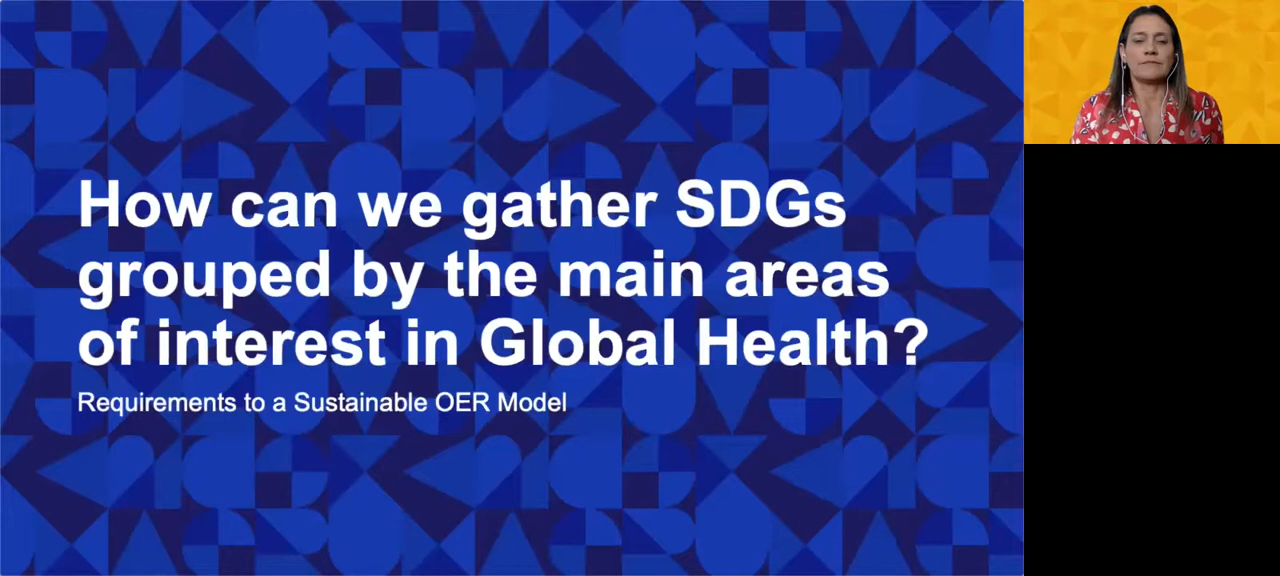 How can we gather SDGs
grouped by the main areas
of interest in Global Health?
Requirements to a Sustainable OER Model